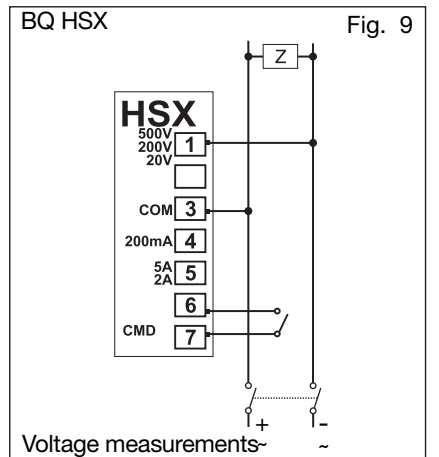 BQ HSX
Fig. 9
Z
HSX
500V
200V
20V
1
COM 3
200mA 4
5A
2A
5
6
CMD
7
+ -
Voltage measurements~ ~